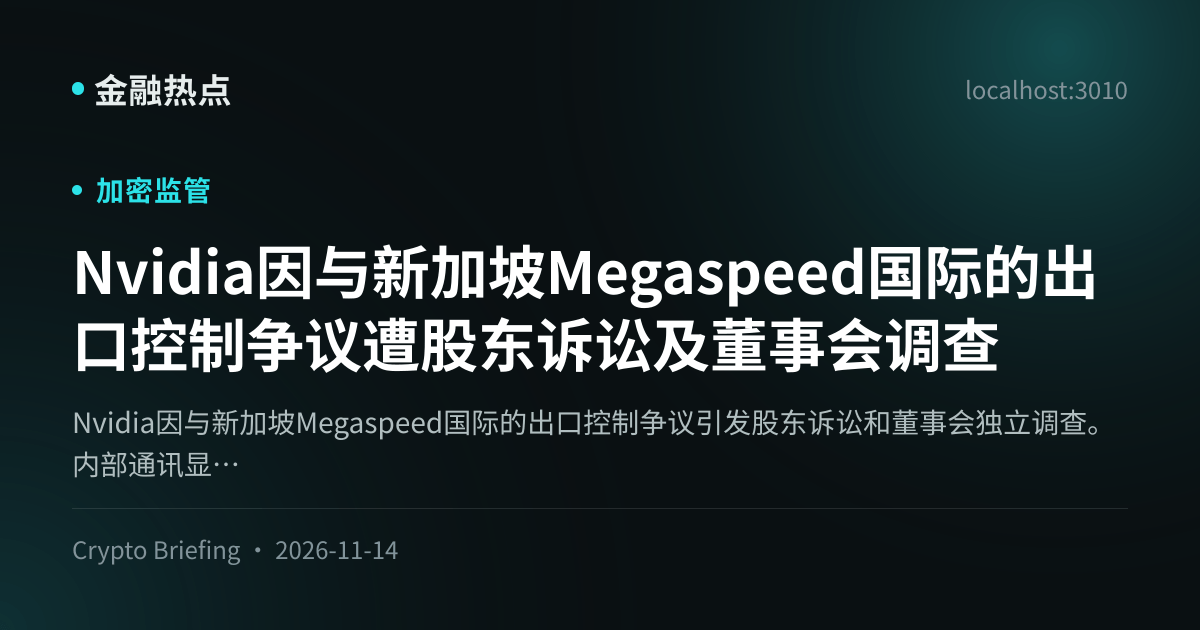 金融热点
localhost:3010
加密监管
Nvidia因与新加坡Megaspeed国际的出
口控制争议遭股东诉讼及董事会调查
Nvidia因与新加坡Megaspeed国际的出口控制争议引发股东诉讼和董事会独立调查。
内部通讯显…
Crypto Briefing · 2026-11-14